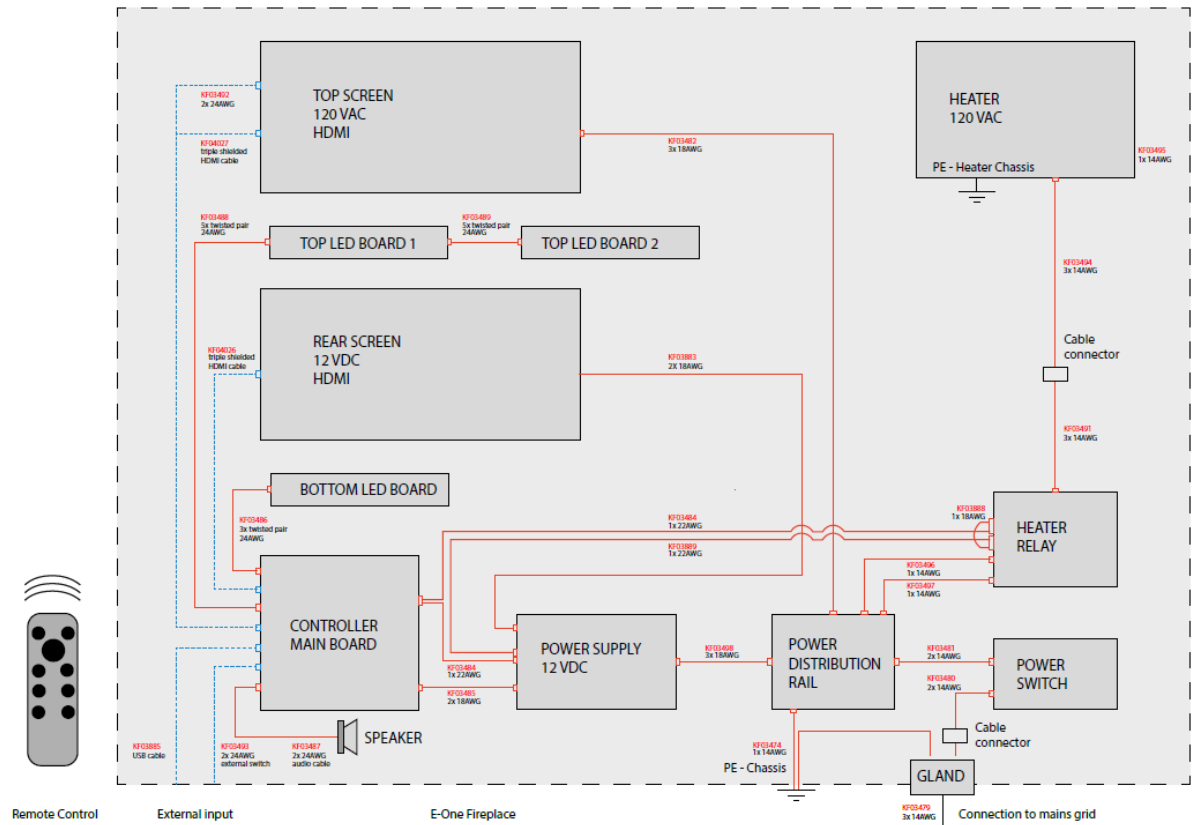 KF03492
2x 24AWG
KF04027
triple shielded
HDMI cable
TOP SCREEN
120 VAC
HDMI
KF03482
3x 18AWG
HEATER
120 VAC
PE - Heater Chassis
KF03495
1x 14AWG
KF03488
5x twisted pair
24AWG
TOP LED BOARD 1
KF03489
5x twisted pair
24AWG
TOP LED BOARD 2
KF03494
3x 14AWG
KF04026
triple shielded
HDMI cable
REAR SCREEN
12 VDC
HDMI
KF03883
2X 18AWG
Cable
connector
KF03491
3x 14AWG
BOTTOM LED BOARD
KF03486
3x twisted pair
24AWG
KF03484
1x 22AWG
KF03889
1x 22AWG
KF03888
1x 18AWG
HEATER
RELAY
KF03496
1x 14AWG
KF03497
1x 14AWG
CONTROLLER
MAIN BOARD
KF03484
1x 22AWG
KF03485
2x 18AWG
POWER SUPPLY
12 VDC
KF03498
3x 18AWG
POWER
DISTRIBUTION
RAIL
KF03481
2x 14AWG
KF03480
2x 14AWG
POWER
SWITCH
SPEAKER
KF03885
USB cable
KF03493
2x 24AWG
external switch
KF03487
2x 24AWG
audio cable
KF03474
1x 14AWG
PE - Chassis
Cable
connector
GLAND
KF03479
3x 14AWG
Remote Control
External input
E-One Fireplace
Connection to mains grid